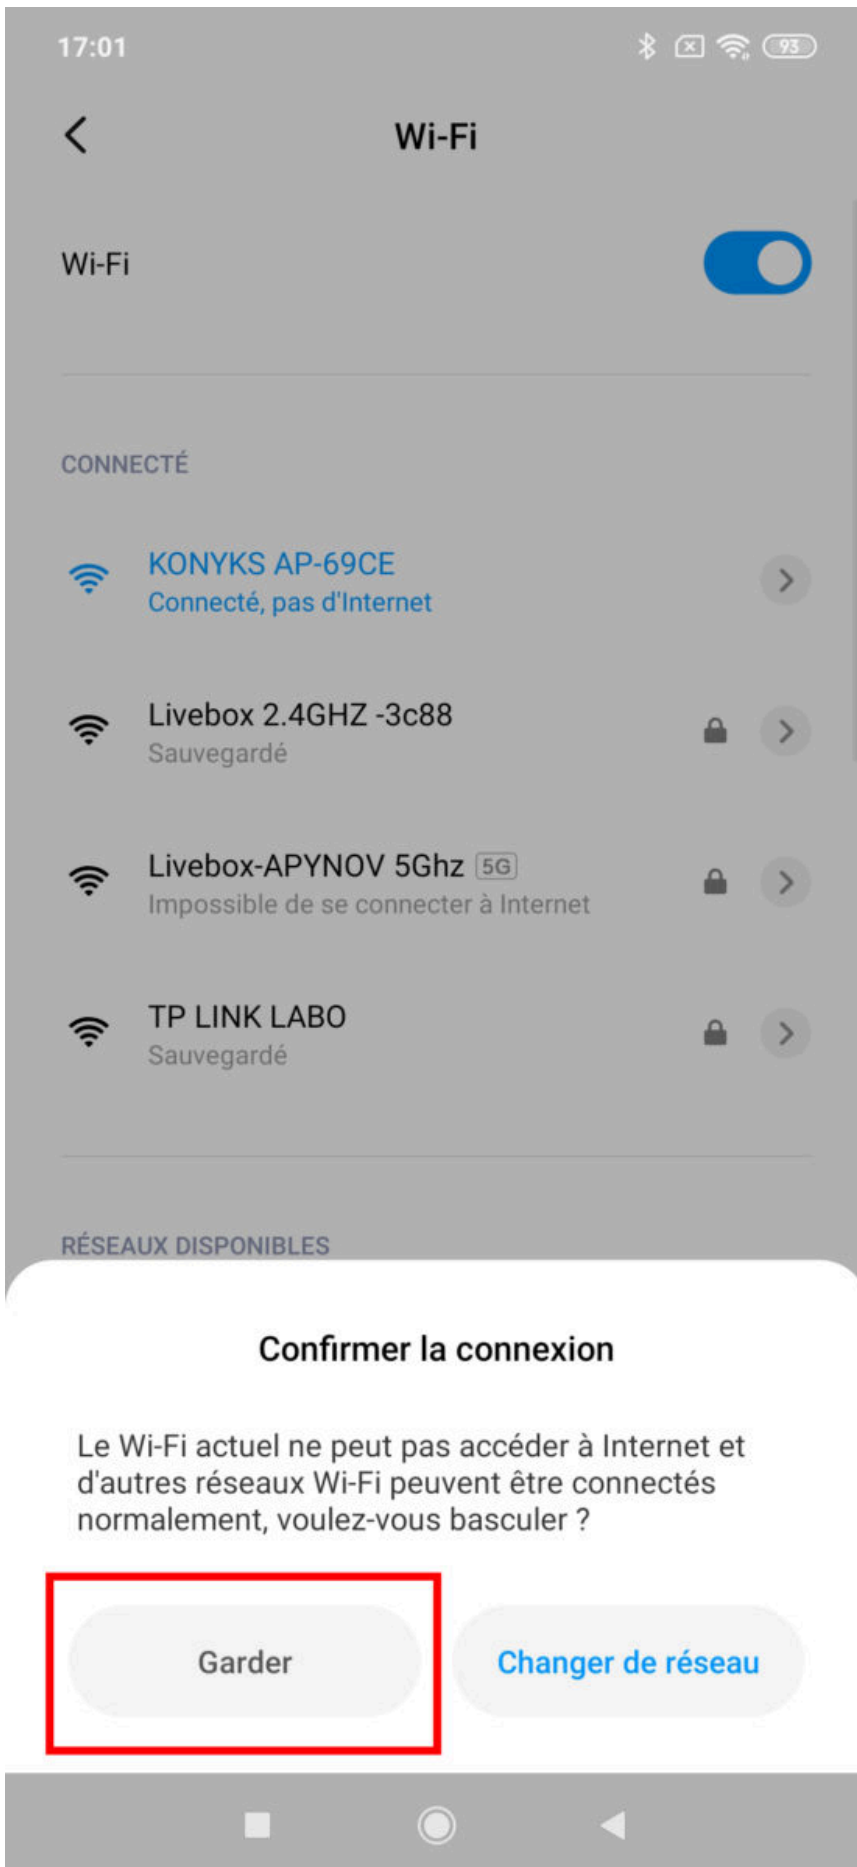 17:01
93
Wi-Fi
Wi-Fi
CONNECTÉ
KONYKS AP-69CE
Connecté, pas d'Internet
Livebox 2.4GHZ -3c88
Sauvegardé
Livebox-APYNOV 5Ghz 5G
Impossible de se connecter à Internet
TP LINK LABO
Sauvegardé
RÉSEAUX DISPONIBLES
Confirmer la connexion
Le Wi-Fi actuel ne peut pas accéder à Internet et
d'autres réseaux Wi-Fi peuvent être connectés
normalement, voulez-vous basculer ?
Garder
Changer de réseau